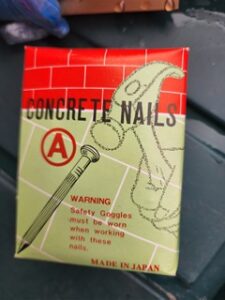 CONCRETE NAILS
A
WARNING
Safety Goggles
must be worn
when working
with these
nails.
MADE IN JAPAN